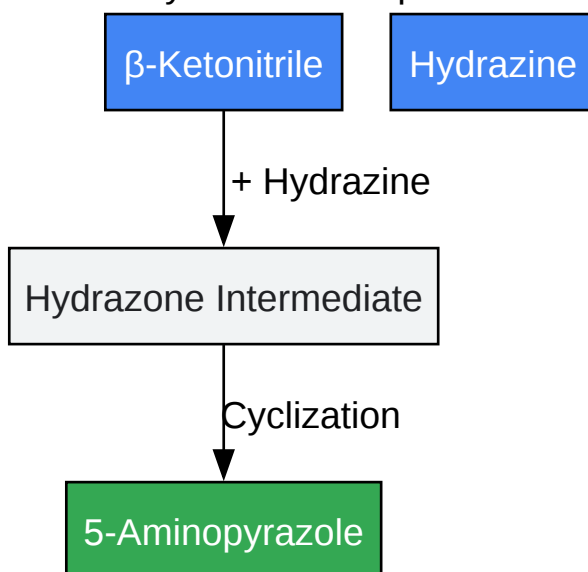 β-Ketonitrile
Hydrazine
+ Hydrazine
Hydrazone Intermediate
Cyclization
5-Aminopyrazole